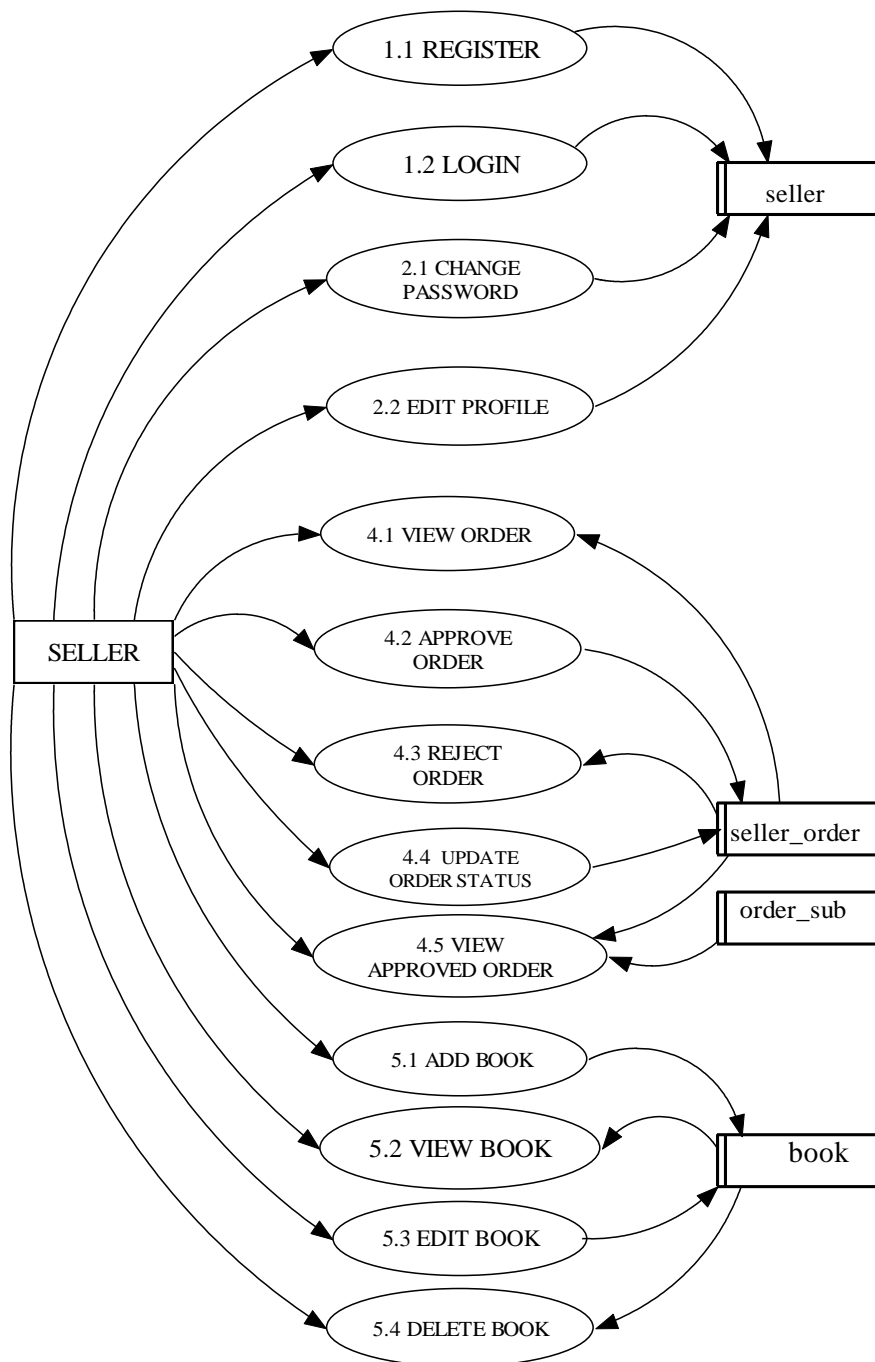 1.1 REGISTER
1.2 LOGIN
seller
2.1 CHANGE
PASSWORD
2.2 EDIT PROFILE
4.1 VIEW ORDER
SELLER
4.2 APPROVE
ORDER
4.3 REJECT
ORDER
seller_order
4.4 UPDATE
ORDER STATUS
order_sub
4.5 VIEW
APPROVED ORDER
5.1 ADD BOOK
5.2 VIEW BOOK
book
5.3 EDIT BOOK
5.4 DELETE BOOK